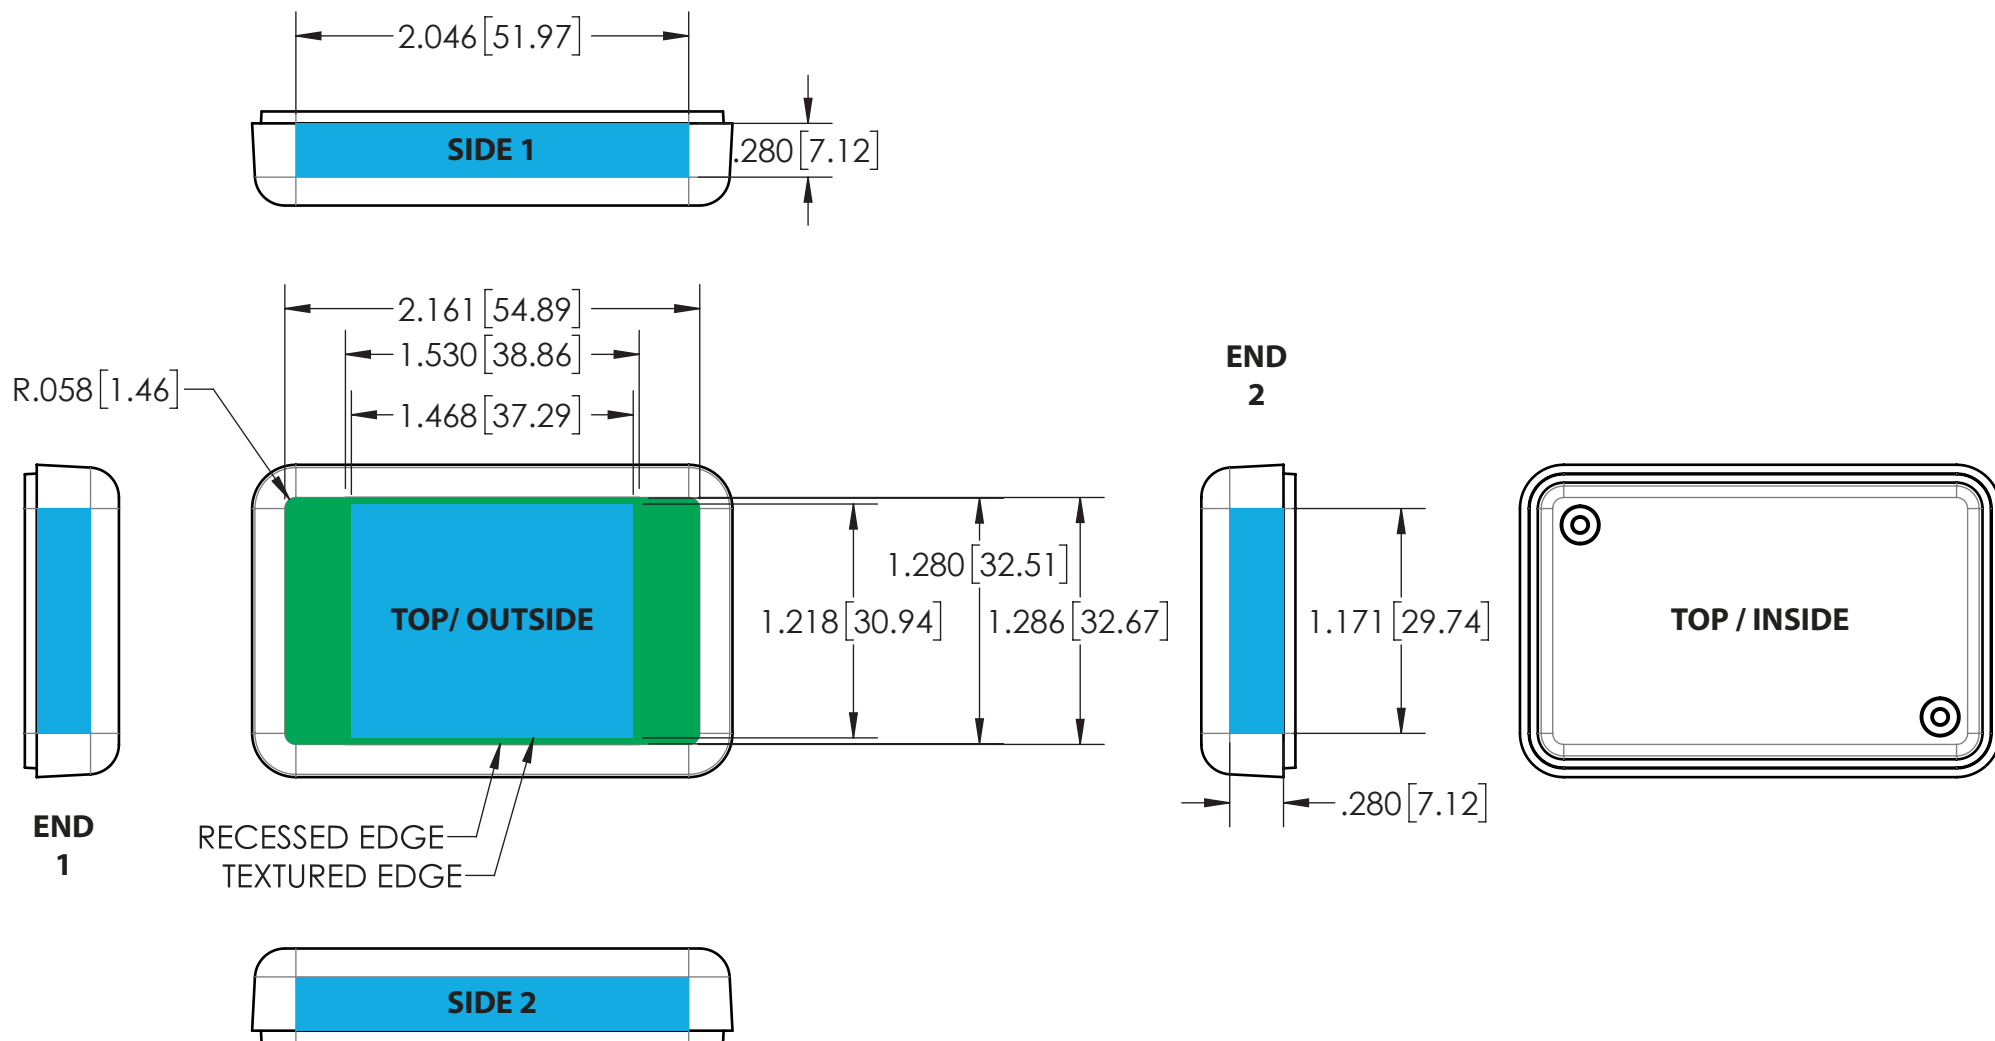 2.046[51.97]
SIDE 1
.280[7.12]
2.161[54.89]
1.530[38.86]
R.058[1.46]
1.468[37.29]
END
2
1.280[32.51]
TOP/ OUTSIDE
1.218[30.94]
1.286[32.67]
1.171[29.74]
TOP / INSIDE
.280[7.12]
END
1
RECESSED EDGE
TEXTURED EDGE
SIDE 2